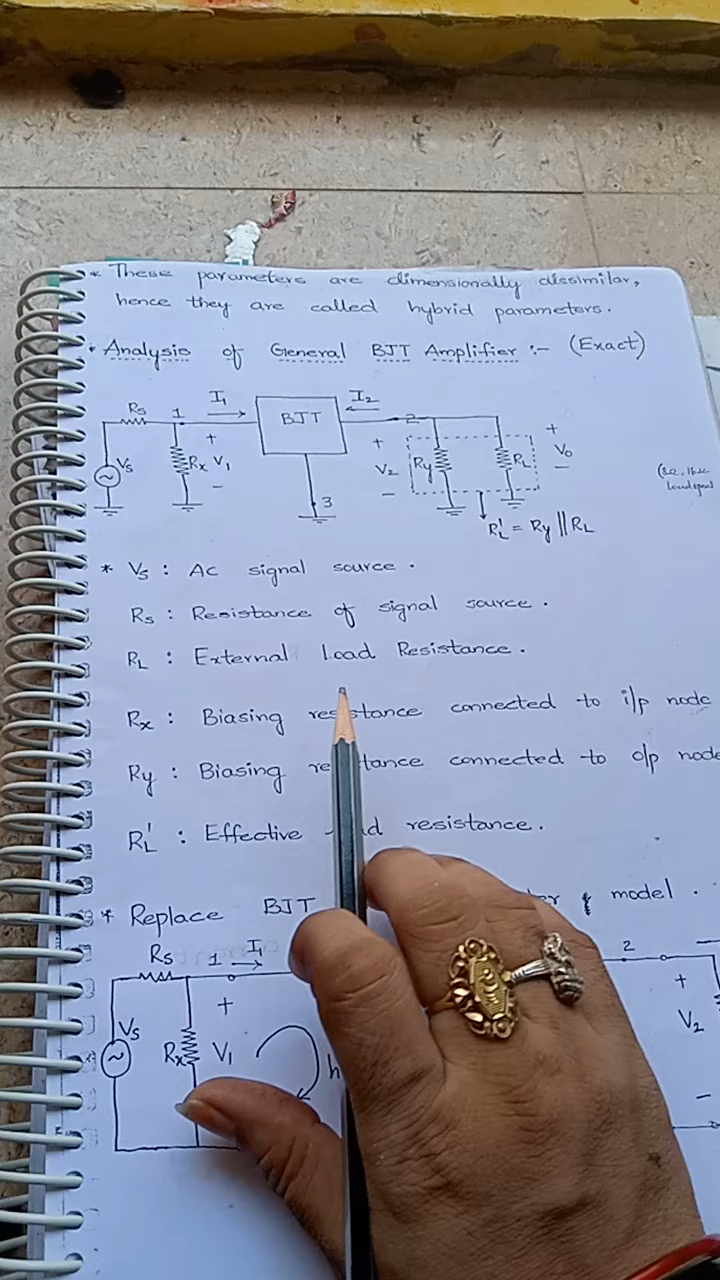 * These parameters are dimensionally dissimilar,
hence they are called hybrid parameters.
* Analysis of General BJT Amplifier :- (Exact)
Rs 1 I1 BJT I2 2
Vs Rx + V1 - 3 + V2 - Ry RL + Vo -
RL' = Ry || RL
* Vs : Ac signal source.
Rs : Resistance of signal source.
RL : External Load Resistance.
Rx : Biasing resistance connected to i/p node
Ry : Biasing connected to o/p node
RL' : Effective resistance.
* Replace BJT model.
Rs 1 I1 2
Vs Rx + V1 h + V2 -